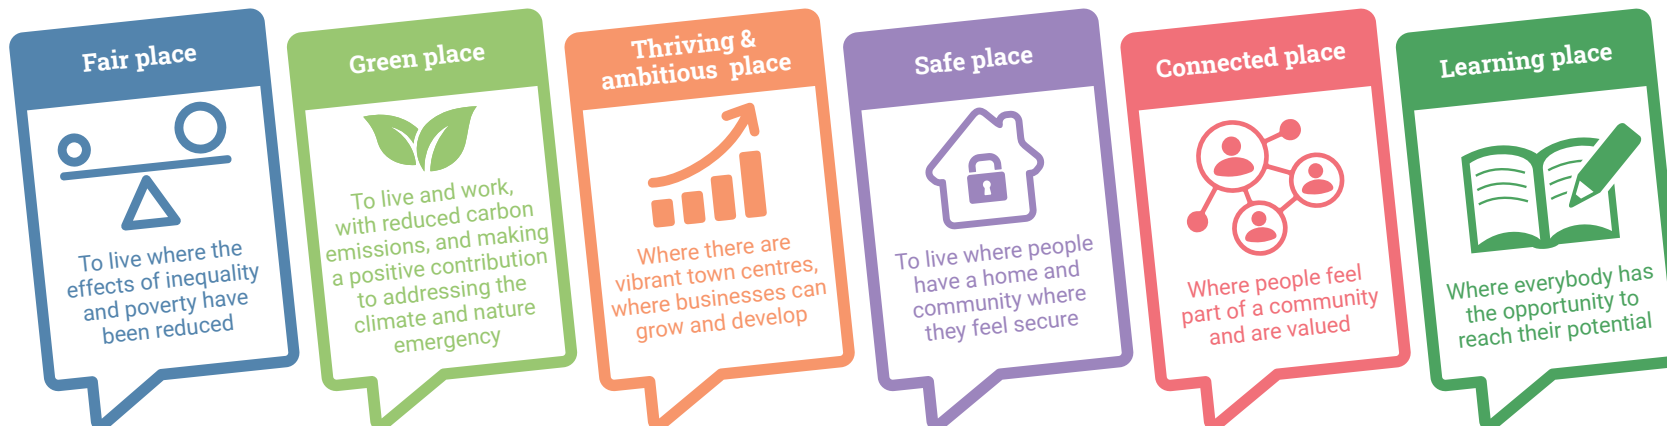 Fair place
To live where the
effects of inequality
and poverty have
been reduced
Green place
To live and work,
with reduced carbon
emissions, and making
a positive contribution
to addressing the
climate and nature
emergency
Thriving &
ambitious place
Where there are
vibrant town centres,
where businesses can
grow and develop
Safe place
To live where people
have a home and
community where
they feel secure
Connected place
Where people feel
part of a community
and are valued
Learning place
Where everybody has
the opportunity to
reach their potential